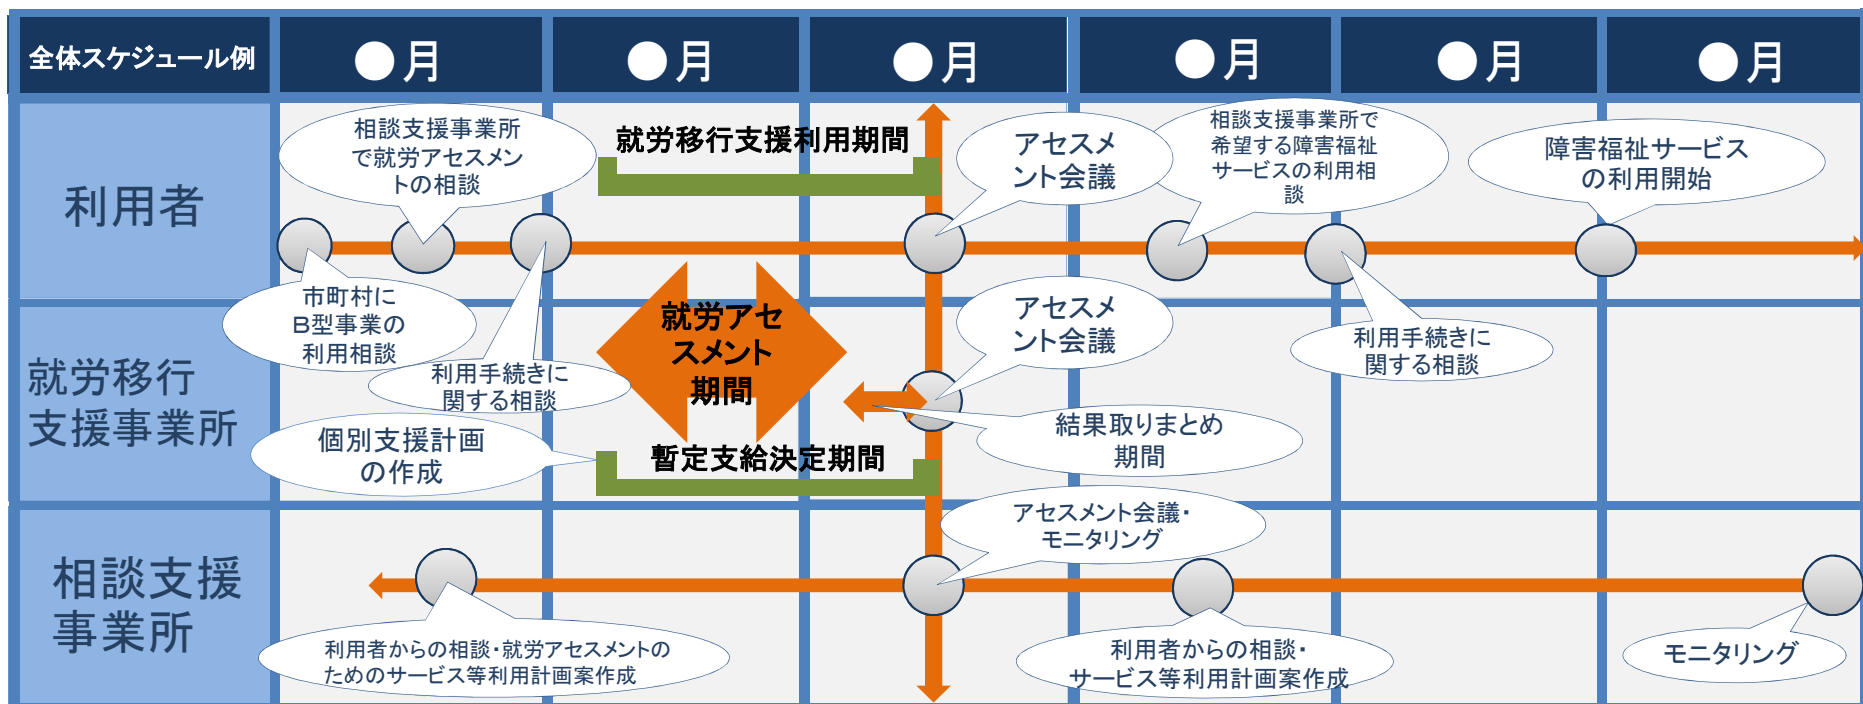 全体スケジュール例
●月
●月
●月
●月
●月
●月
利用者
相談支援事業所
で就労アセスメン
トの相談
就労移行支援利用期間
アセスメ
ント会議
相談支援事業所で
希望する障害福祉
サービスの利用相
談
障害福祉サービス
の利用開始
市町村に
B型事業の
利用相談
利用手続きに
関する相談
就労アセ
スメント
期間
アセスメ
ント会議
利用手続きに
関する相談
就労移行
支援事業所
個別支援計画
の作成
暫定支給決定期間
結果取りまとめ
期間
相談支援
事業所
アセスメント会議・
モニタリング
利用者からの相談・就労アセスメントの
ためのサービス等利用計画案作成
利用者からの相談・
サービス等利用計画案作成
モニタリング